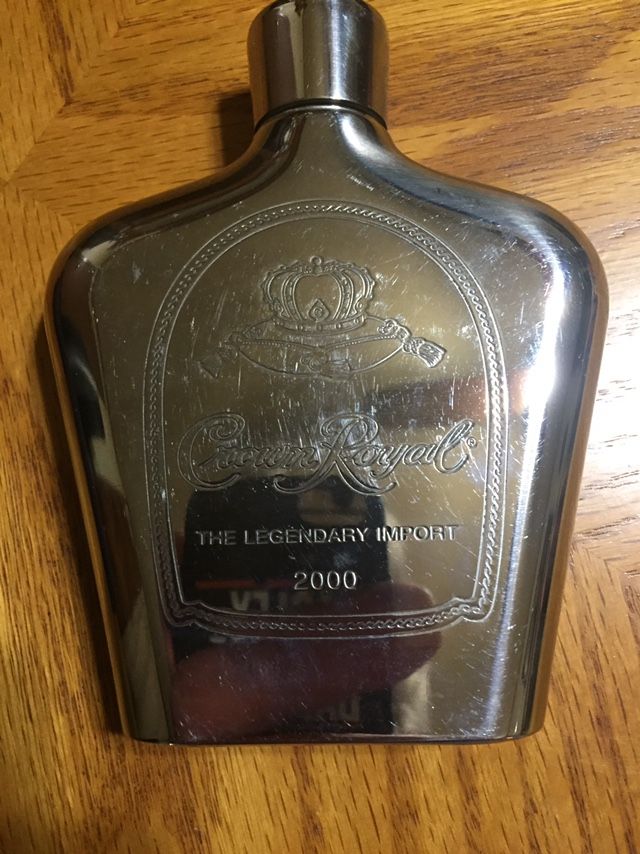 Crown Royal®
THE LEGENDARY IMPORT
2000